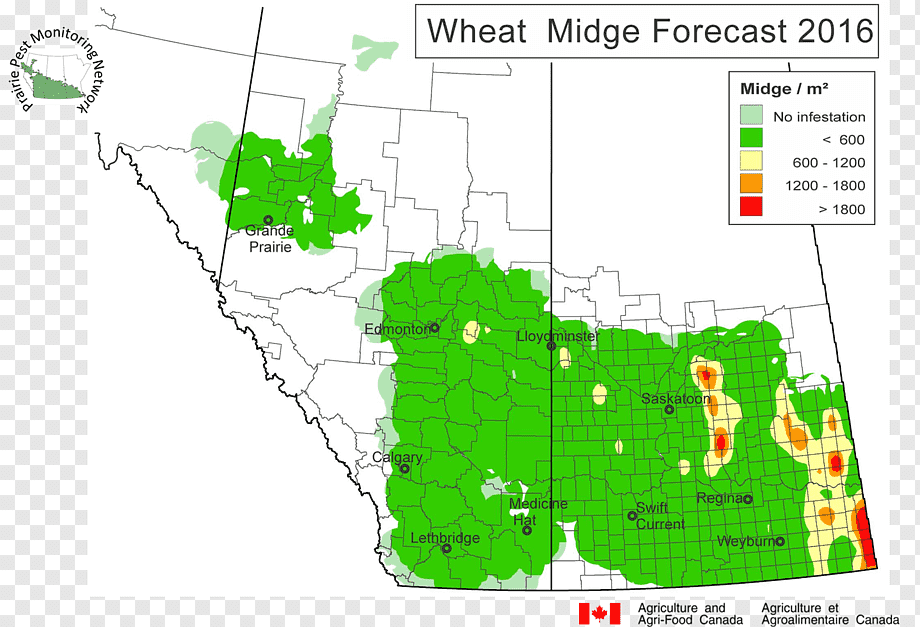 Prairie Pest Monitoring Network
Wheat Midge Forecast 2016
Midge / m²
No infestation
< 600
600 - 1200
1200 - 1800
> 1800
Grande
Prairie
Edmonton
Lloydminster
Saskatoon
Calgary
Medicine
Hat
Swift
Current
Regina
Lethbridge
Weyburn
Agriculture and
Agri-Food Canada
Agriculture et
Agroalimentaire Canada